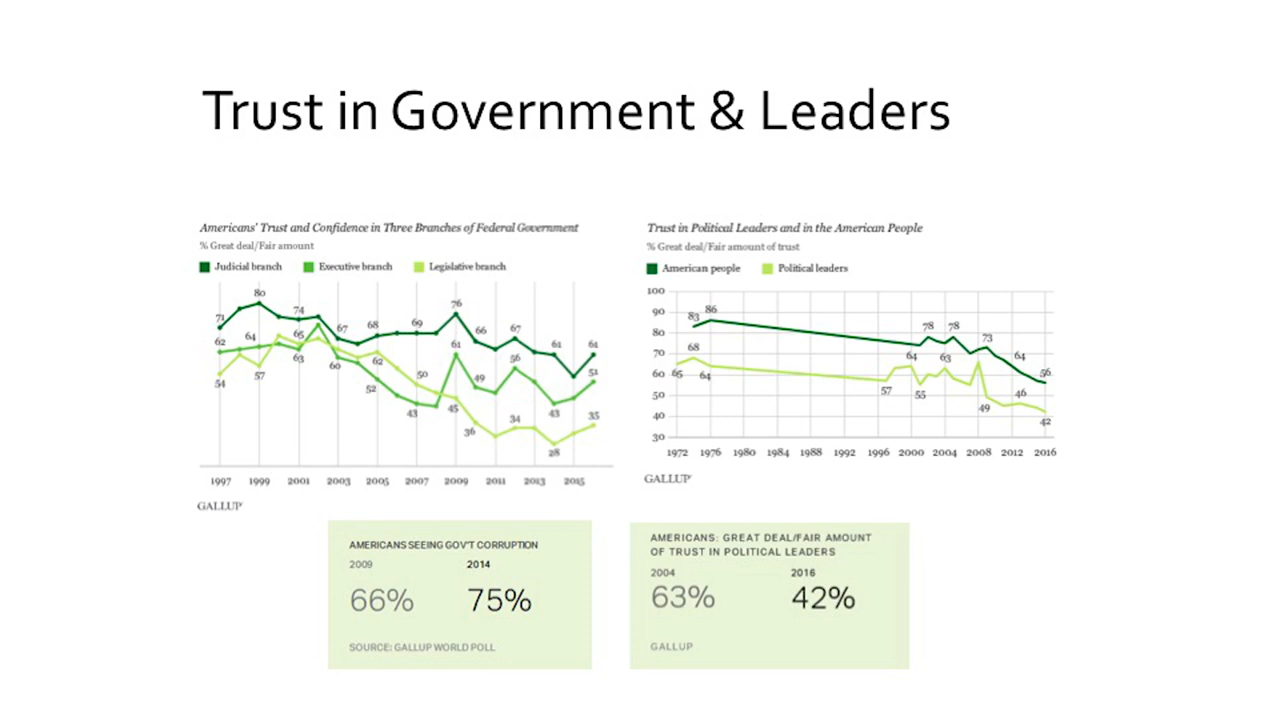 Trust in Government & Leaders
Americans' Trust and Confidence in Three Branches of Federal Government
% Great deal/Fair amount
Judicial branch Executive branch Legislative branch
80
71 74 76
62 64 65 67 68 69 66 67 61
54 57 63 60 62 61 56 61
52 50 49 51
43 45 43
36 34 35
28
1997 1999 2001 2003 2005 2007 2009 2011 2013 2015
GALLUP
Trust in Political Leaders and in the American People
% Great deal/Fair amount of trust
American people Political leaders
100
90
86
83
80
78 78
73
70
68
64 63 64
65 64
60
57 56
55
50
49 46
40
42
30
1972 1976 1980 1984 1988 1992 1996 2000 2004 2008 2012 2016
GALLUP
AMERICANS SEEING GOV'T CORRUPTION
2009 2014
66% 75%
SOURCE: GALLUP WORLD POLL
AMERICANS: GREAT DEAL/FAIR AMOUNT
OF TRUST IN POLITICAL LEADERS
2004 2016
63% 42%
GALLUP